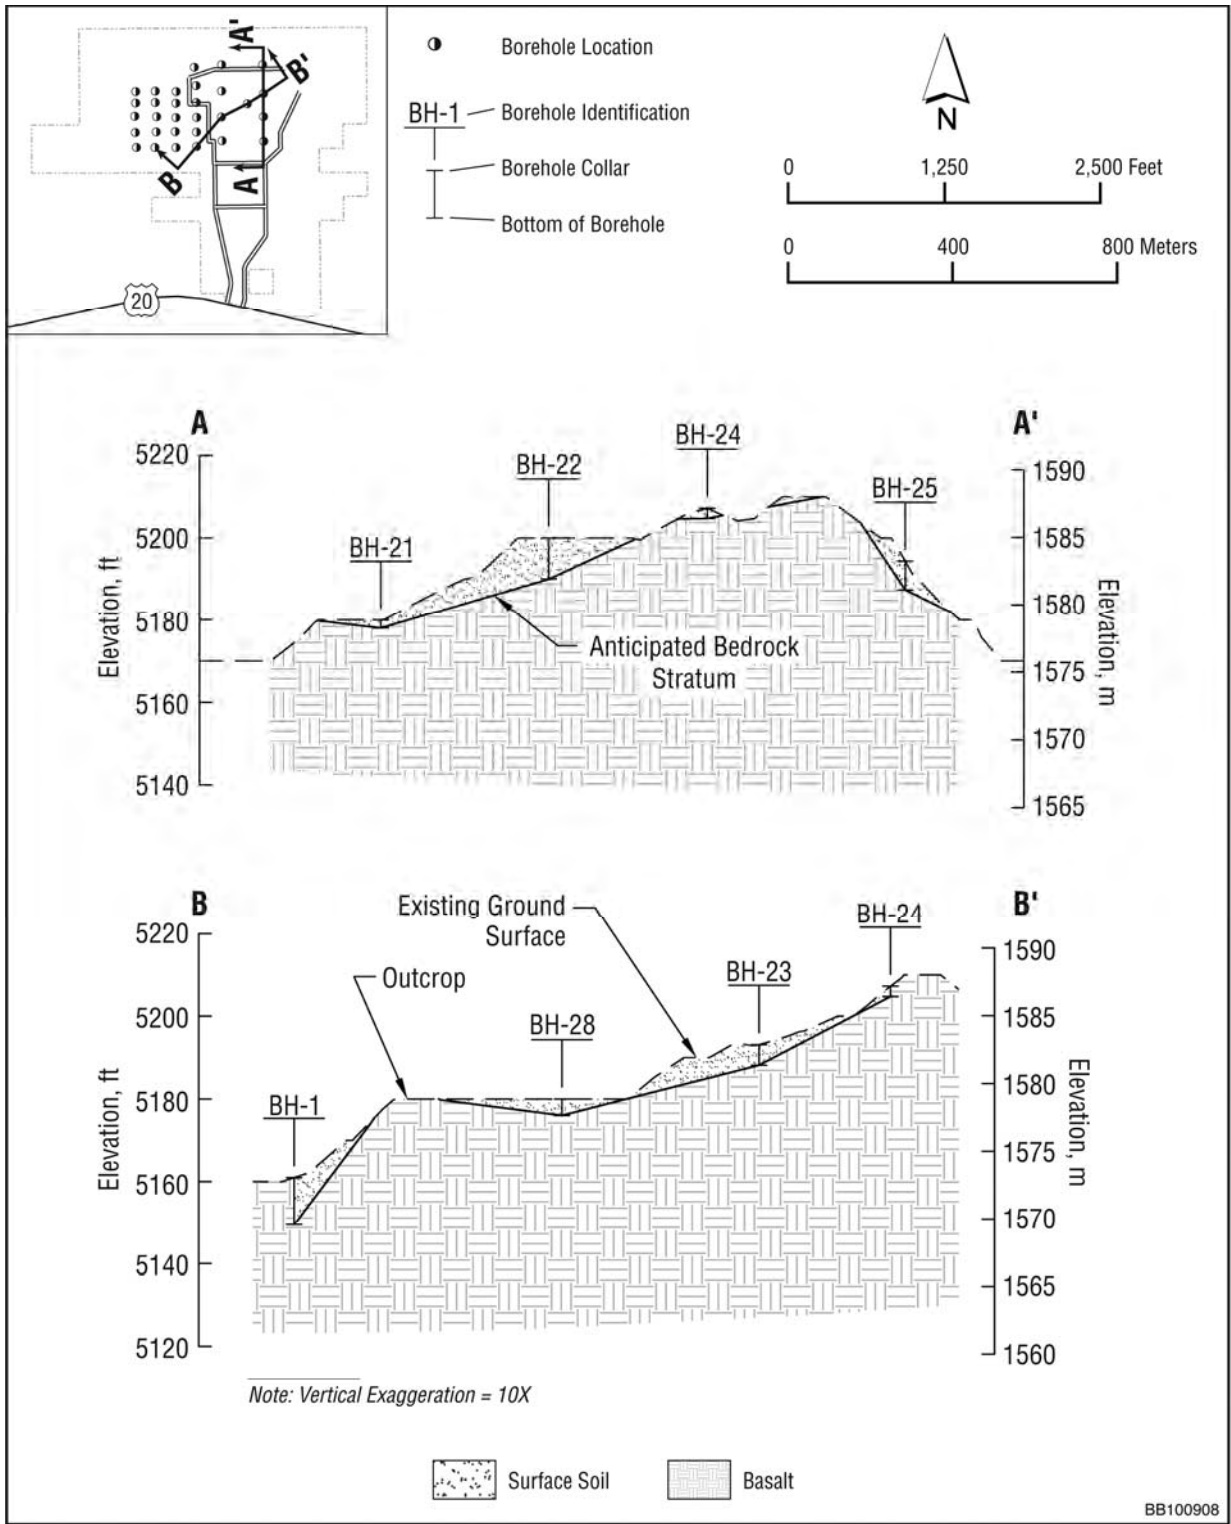 A'
B'
B
A
20
Borehole Location
BH-1
Borehole Identification
Borehole Collar
Bottom of Borehole
N
0 1,250 2,500 Feet
0 400 800 Meters
A
A'
BH-24
5220
BH-22
1590
BH-25
5200
BH-21
1585
5180
1580
Elevation, ft
Elevation, m
Anticipated Bedrock
Stratum
5160
1575
1570
5140
1565
B
B'
Existing Ground
Surface
BH-24
5220
1590
Outcrop
BH-23
5200
BH-28
1585
Elevation, ft
Elevation, m
5180
BH-1
1580
1575
5160
1570
5140
1565
5120
1560
Note: Vertical Exaggeration = 10X
Surface Soil
Basalt
BB100908